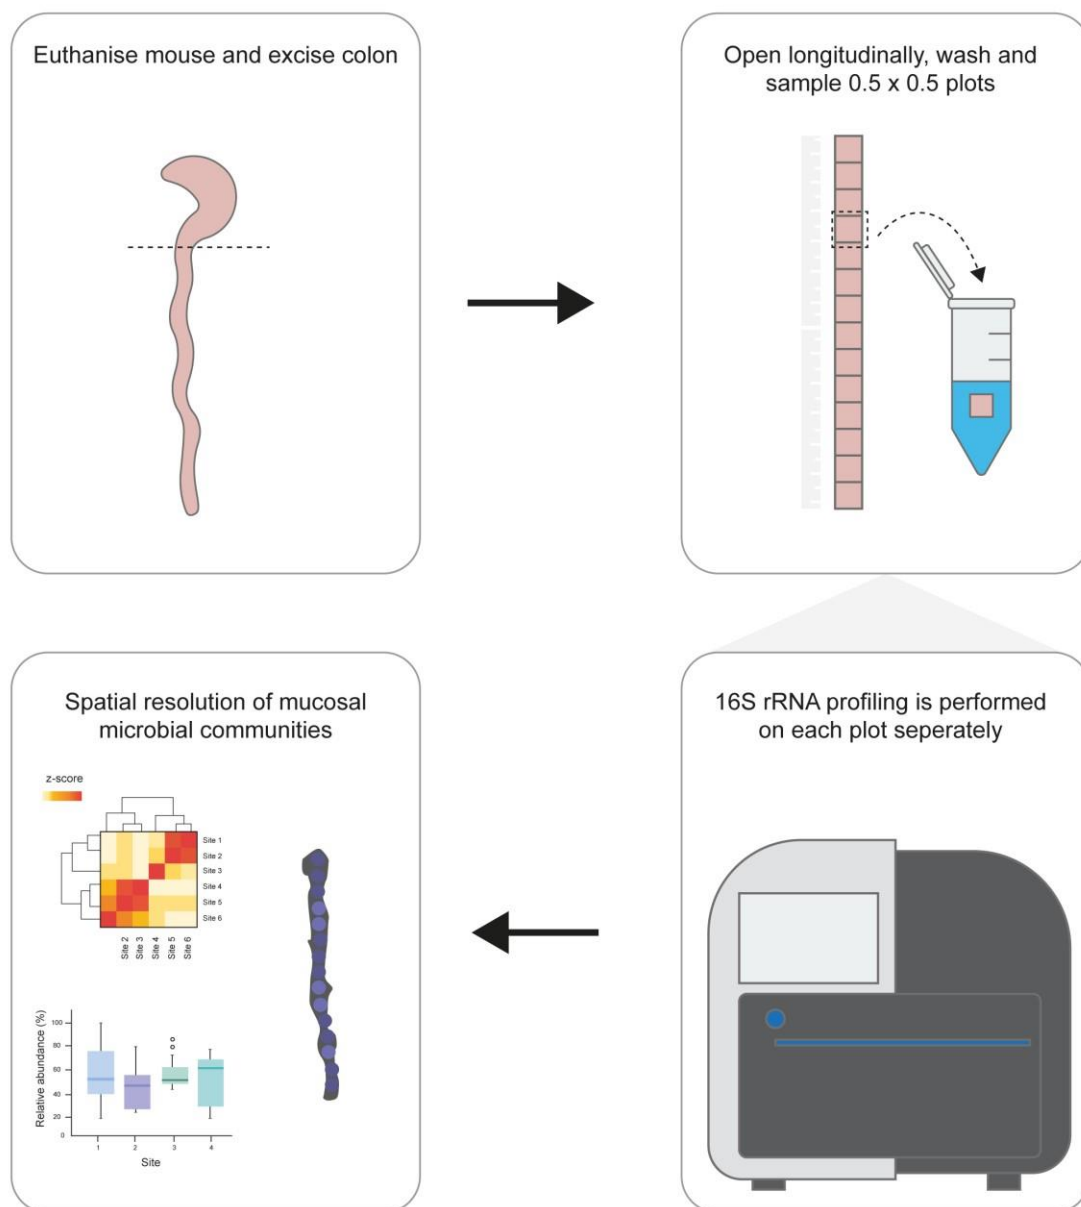 Euthanise mouse and excise colon
Open longitudinally, wash and
sample 0.5 x 0.5 plots
16S rRNA profiling is performed
on each plot seperately
Spatial resolution of mucosal
microbial communities
z-score
Site 1
Site 2
Site 3
Site 4
Site 5
Site 6
Site 2
Site 3
Site 4
Site 5
Site 6
Relative abundance (%)
100
80
60
40
20
0
1
2
3
4
Site